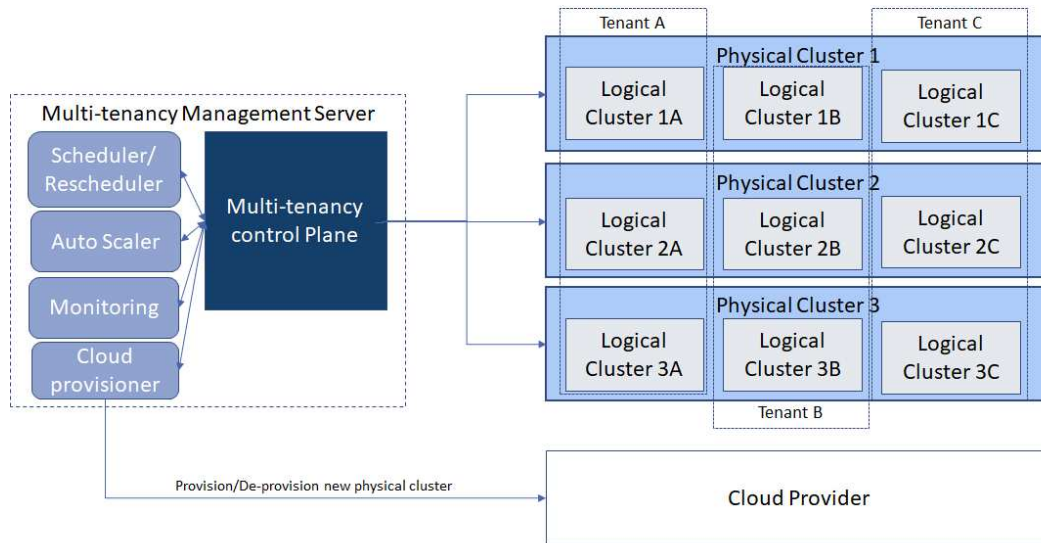 Tenant A
Tenant C
Physical Cluster 1
Logical
Cluster 1A
Logical
Cluster 1B
Logical
Cluster 1C
Multi-tenancy Management Server
Scheduler/
Rescheduler
Auto Scaler
Monitoring
Cloud
provisioner
Multi-tenancy
control Plane
Physical Cluster 2
Logical
Cluster 2A
Logical
Cluster 2B
Logical
Cluster 2C
Physical Cluster 3
Logical
Cluster 3A
Logical
Cluster 3B
Logical
Cluster 3C
Tenant B
Provision/De-provision new physical cluster
Cloud Provider